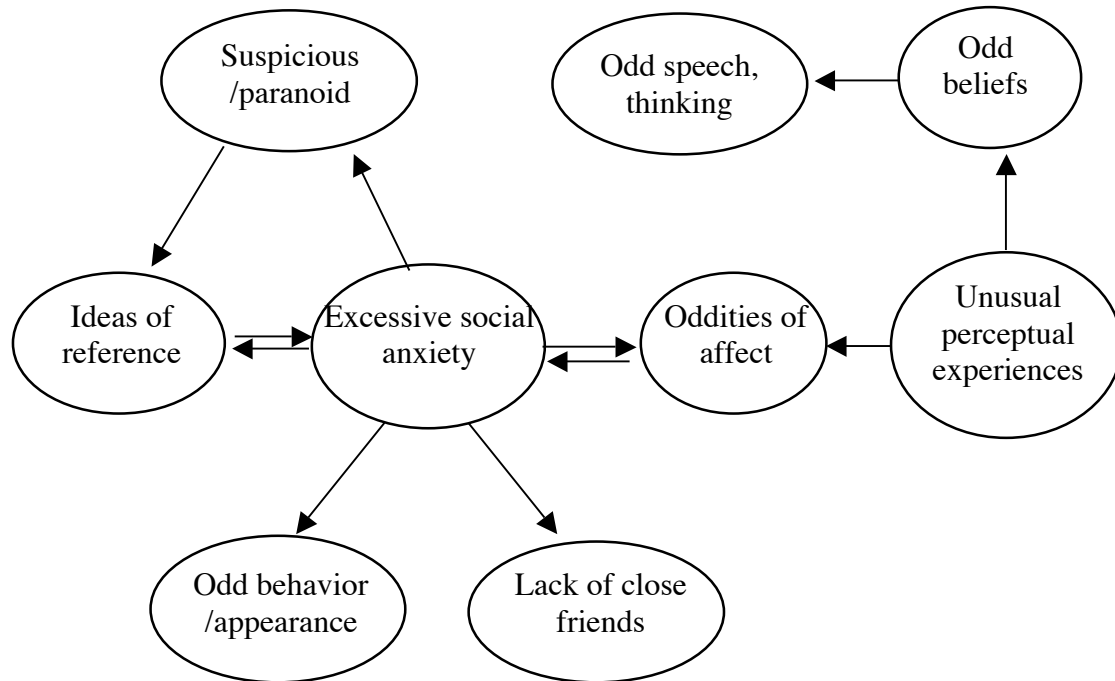 Suspicious
/paranoid
Odd speech,
thinking
Odd
beliefs
Ideas of
reference
Excessive social
anxiety
Oddities of
affect
Unusual
perceptual
experiences
Odd behavior
/appearance
Lack of close
friends